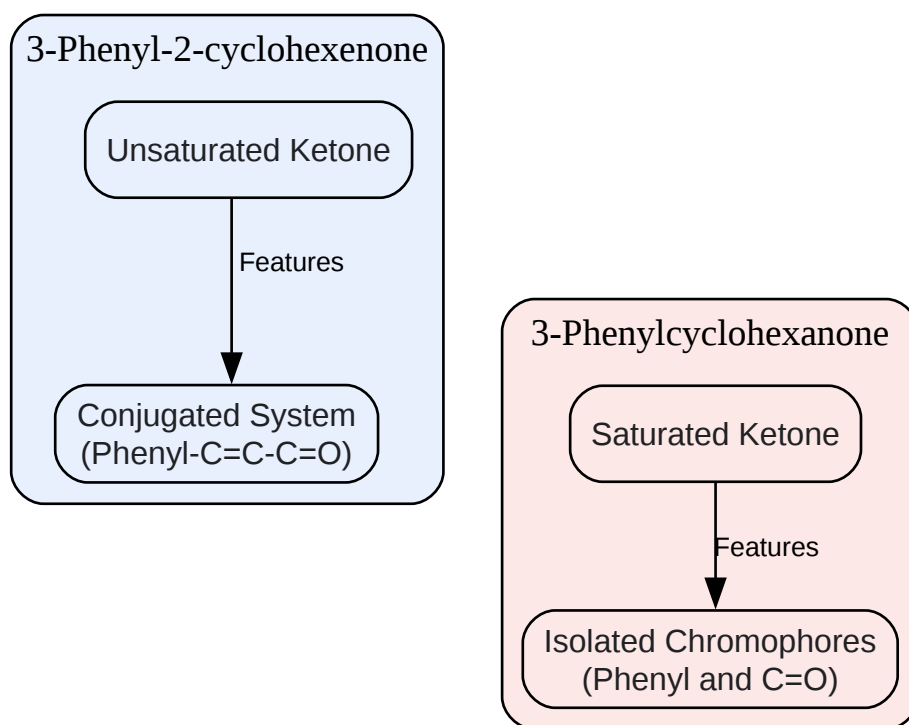 3-Phenyl-2-cyclohexenone
Unsaturated Ketone
Features
Conjugated System
(Phenyl-C=C-C=O)
3-Phenylcyclohexanone
Saturated Ketone
Features
Isolated Chromophores
(Phenyl and C=O)